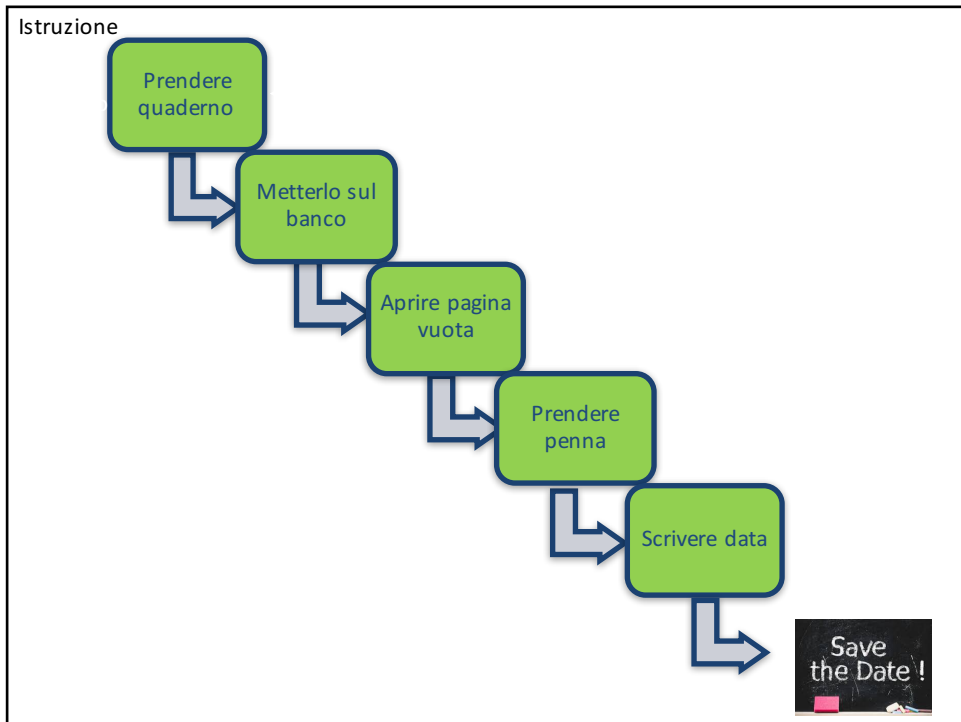 Istruzione
Prendere
quaderno
Metterlo sul
banco
Aprire pagina
vuota
Prendere
penna
Scrivere data
Save
the Date !